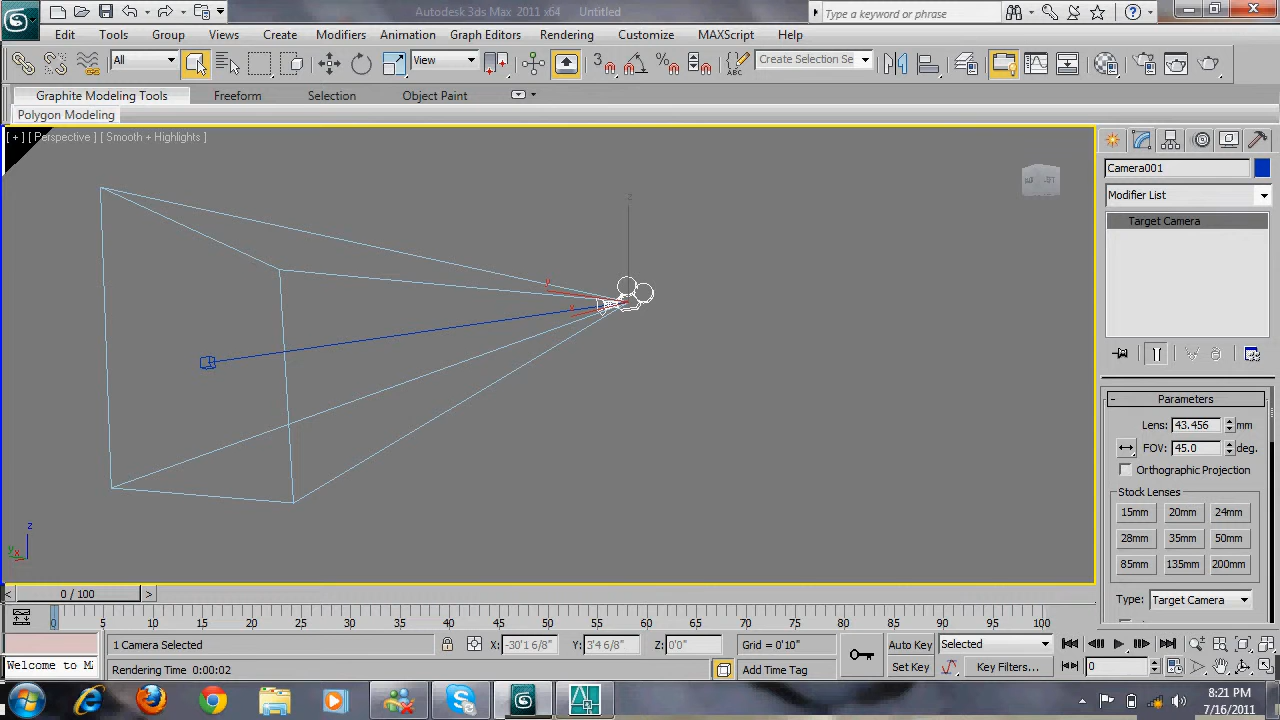 Autodesk 3ds Max 2011 x64 Untitled
Type a keyword or phrase
Edit Tools Group Views Create Modifiers Animation Graph Editors Rendering Customize MAXScript Help
All View 3 Create Selection Se
Graphite Modeling Tools Freeform Selection Object Paint
Polygon Modeling
[ + ] [ Perspective ] [ Smooth + Highlights ]
Camera001
Modifier List
Target Camera
z
Y
x
Parameters
Lens: 43.456 mm
FOV: 45.0 deg.
Orthographic Projection
Stock Lenses
15mm 20mm 24mm
28mm 35mm 50mm
85mm 135mm 200mm
Type: Target Camera
z
y x
< 0 / 100 >
0 5 10 15 20 25 30 35 40 45 50 55 60 65 70 75 80 85 90 95 100
1 Camera Selected X: -30'1 6/8" Y: 3'4 6/8" Z: 0'0" Grid = 0'10" Auto Key Selected
Welcome to M Rendering Time 0:00:02 Add Time Tag Set Key Key Filters... 0
8:21 PM
7/16/2011